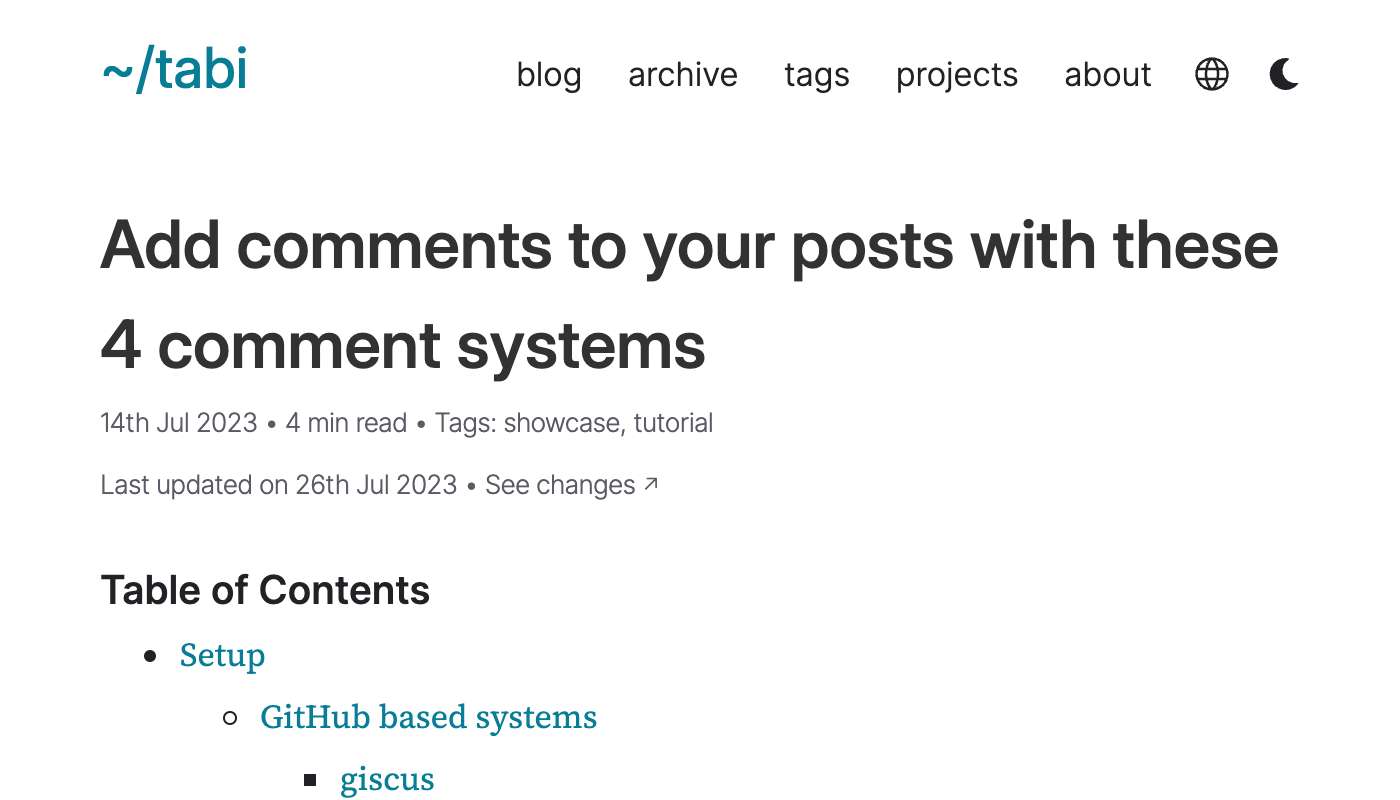 ~/tabi
blog archive tags projects about
Add comments to your posts with these
4 comment systems
14th Jul 2023 • 4 min read • Tags: showcase, tutorial
Last updated on 26th Jul 2023 • See changes ↗
Table of Contents
Setup
GitHub based systems
giscus